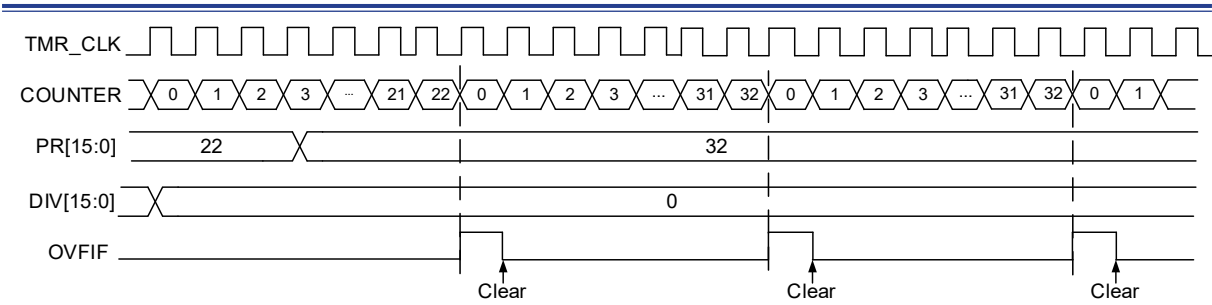 TMR_CLK
COUNTER 0 1 2 3 ... 21 22 0 1 2 3 ... 31 32 0 1 2 3 ... 31 32 0 1
PR[15:0] 22 32
DIV[15:0] 0
OVFIF
Clear Clear Clear